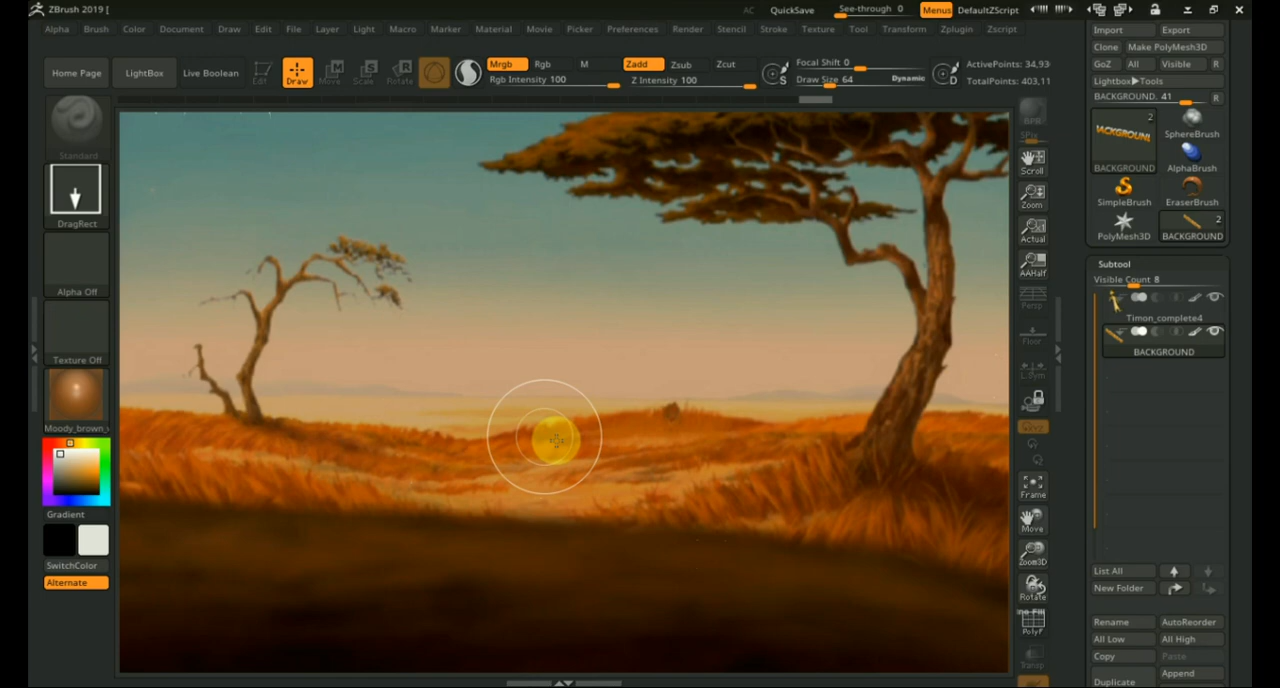 ZBrush 2019 [
AC QuickSave See-through 0 Menus DefaultZScript
Alpha Brush Color Document Draw Edit File Layer Light Macro Marker Material Movie Picker Preferences Render Stencil Stroke Texture Tool Transform Zplugin Zscript
Home Page LightBox Live Boolean Edit Draw Move Scale Rotate
Mrgb Rgb M Zadd Zsub Zcut
Rgb Intensity 100 Z Intensity 100
Focal Shift 0
Draw Size 64 Dynamic
ActivePoints: 34,93
TotalPoints: 403,11
Standard
DragRect
Alpha Off
Texture Off
Moody_brown_
Gradient
SwitchColor
Alternate
BPR
SPix
Scroll
Zoom
Actual
AAHalf
Persp
Floor
L.Sym
Frame
Move
Zoom3D
Rotate
PolyF
Transp
Import Export
Clone Make PolyMesh3D
GoZ All Visible R
Lightbox▶Tools
BACKGROUND. 41 R
2
BACKGROUND
SphereBrush
AlphaBrush
SimpleBrush EraserBrush
2
PolyMesh3D BACKGROUND
Subtool
Visible Count 8
Timon_complete4
BACKGROUND
List All
New Folder
Rename AutoReorder
All Low All High
Copy Paste
Duplicate Append